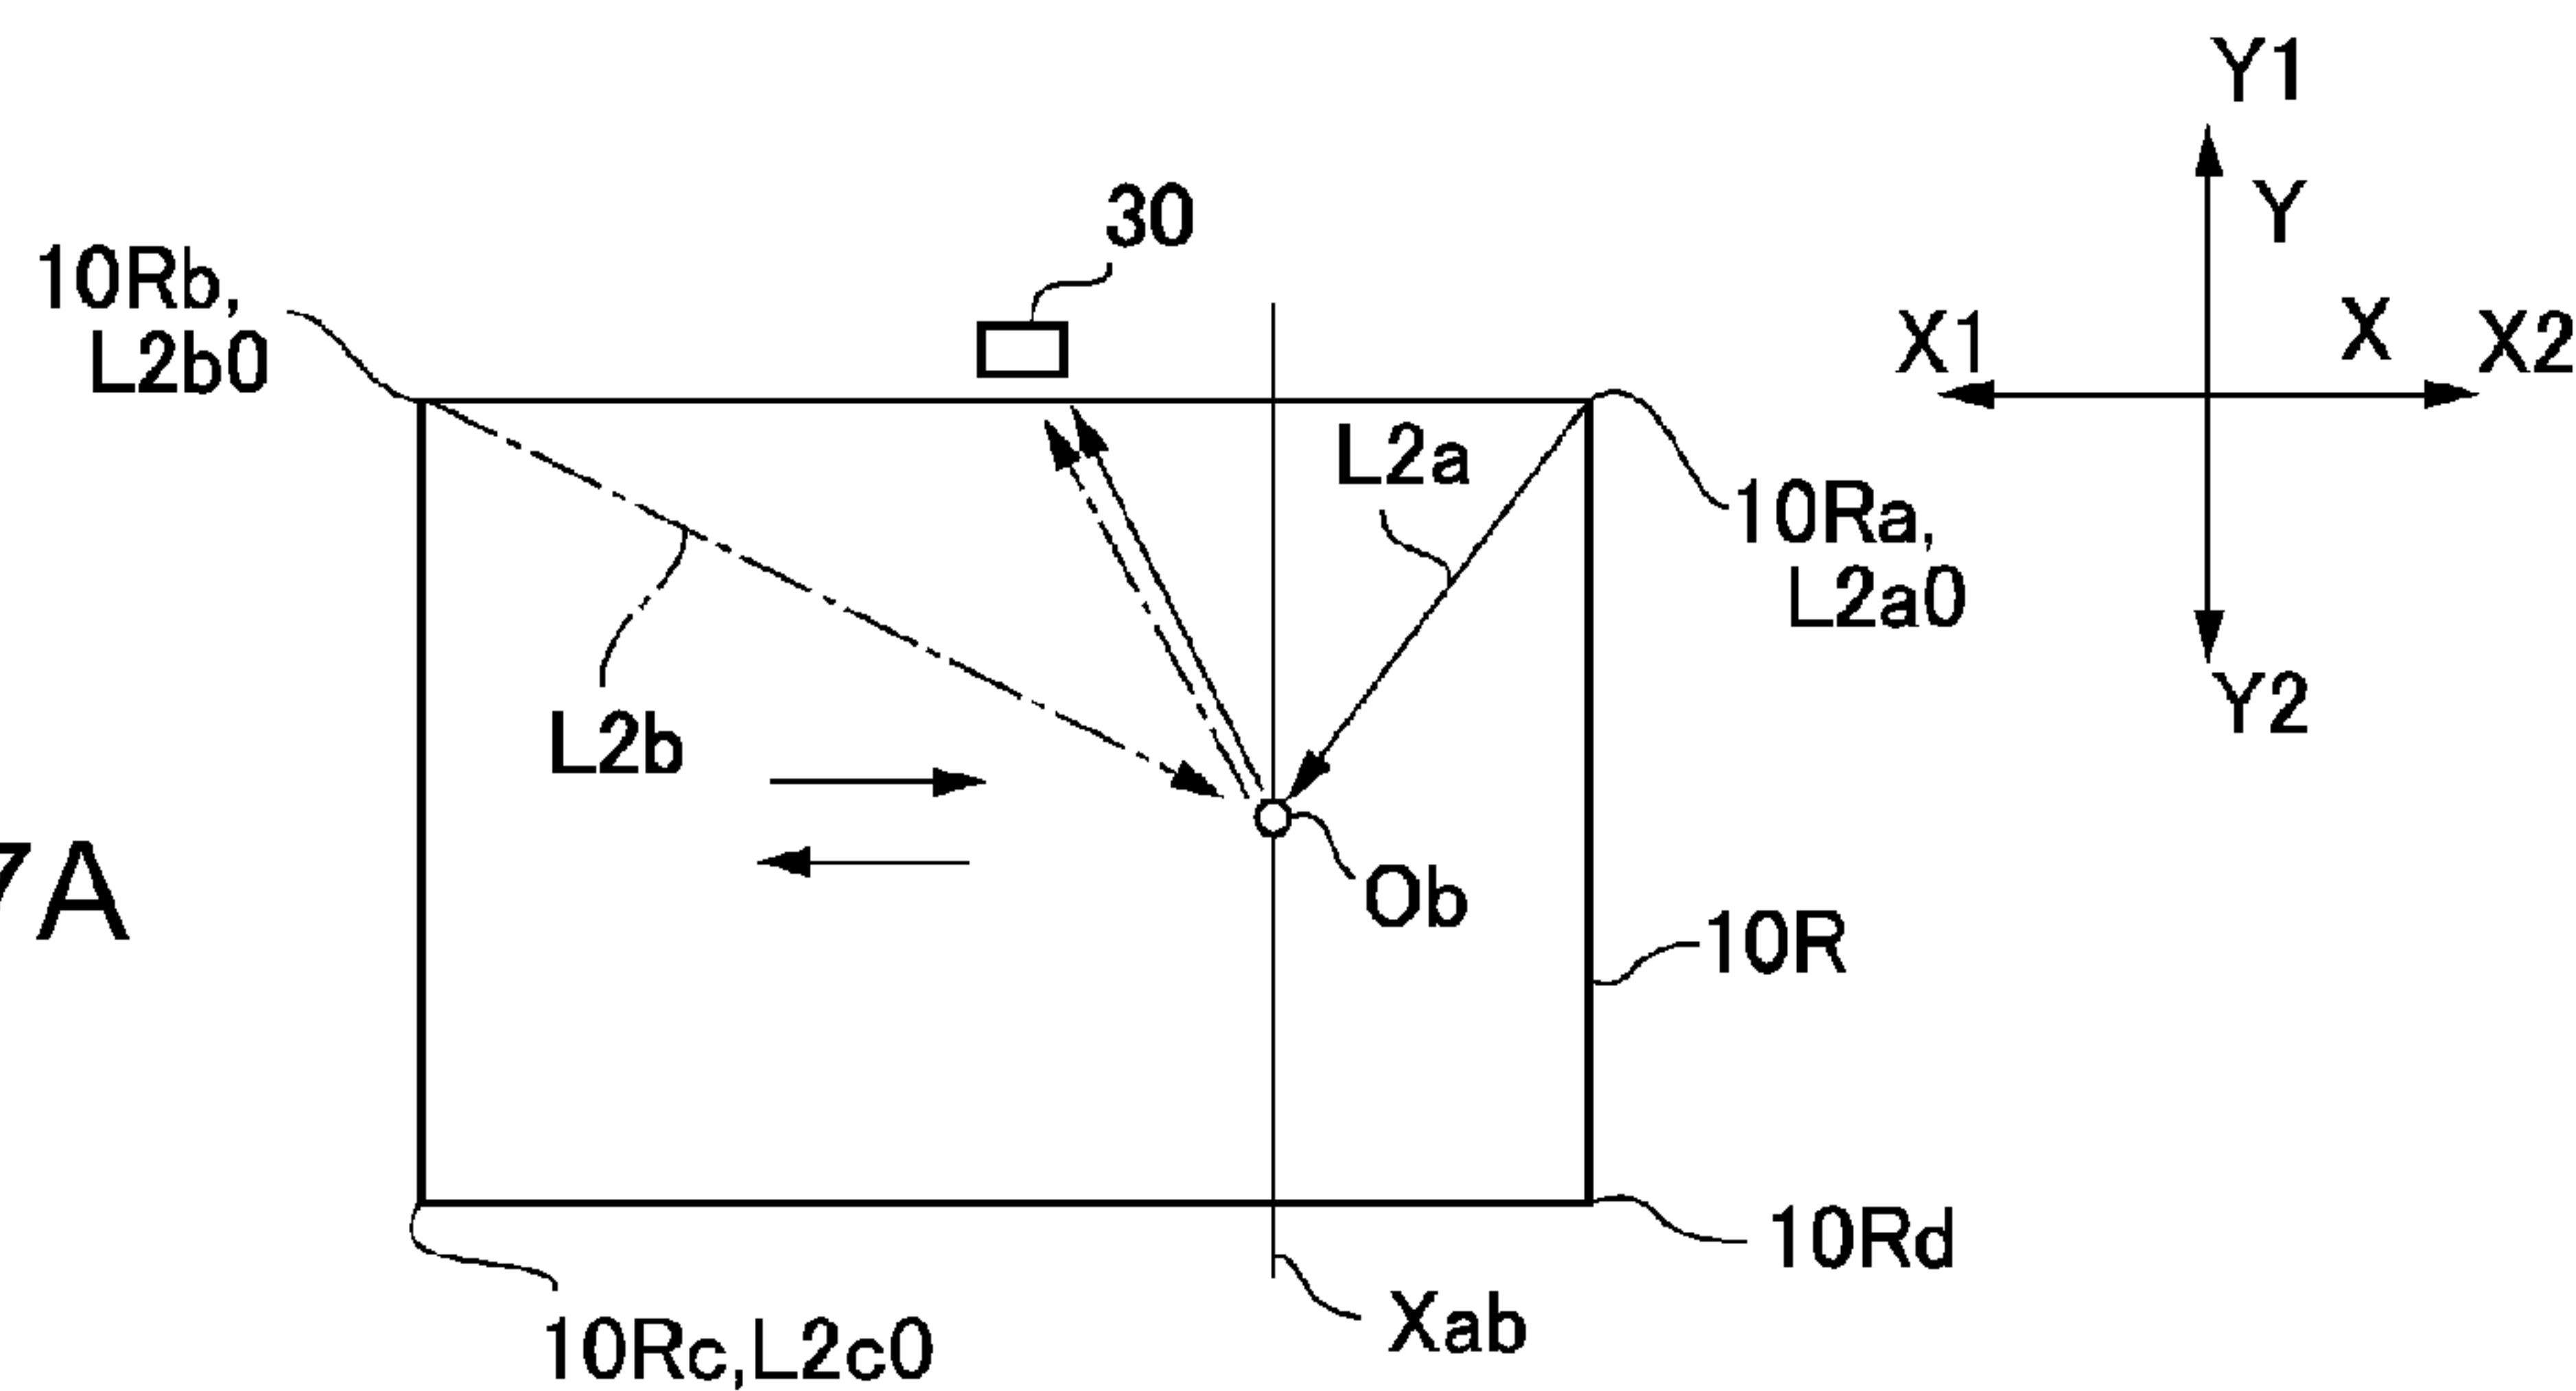 Y1
Y
X1
X
X2
Y2
30
10Rb,
L2b0
L2a
10Ra,
L2a0
L2b
Ob
7A
10R
10Rd
Xab
10Rc,L2c0